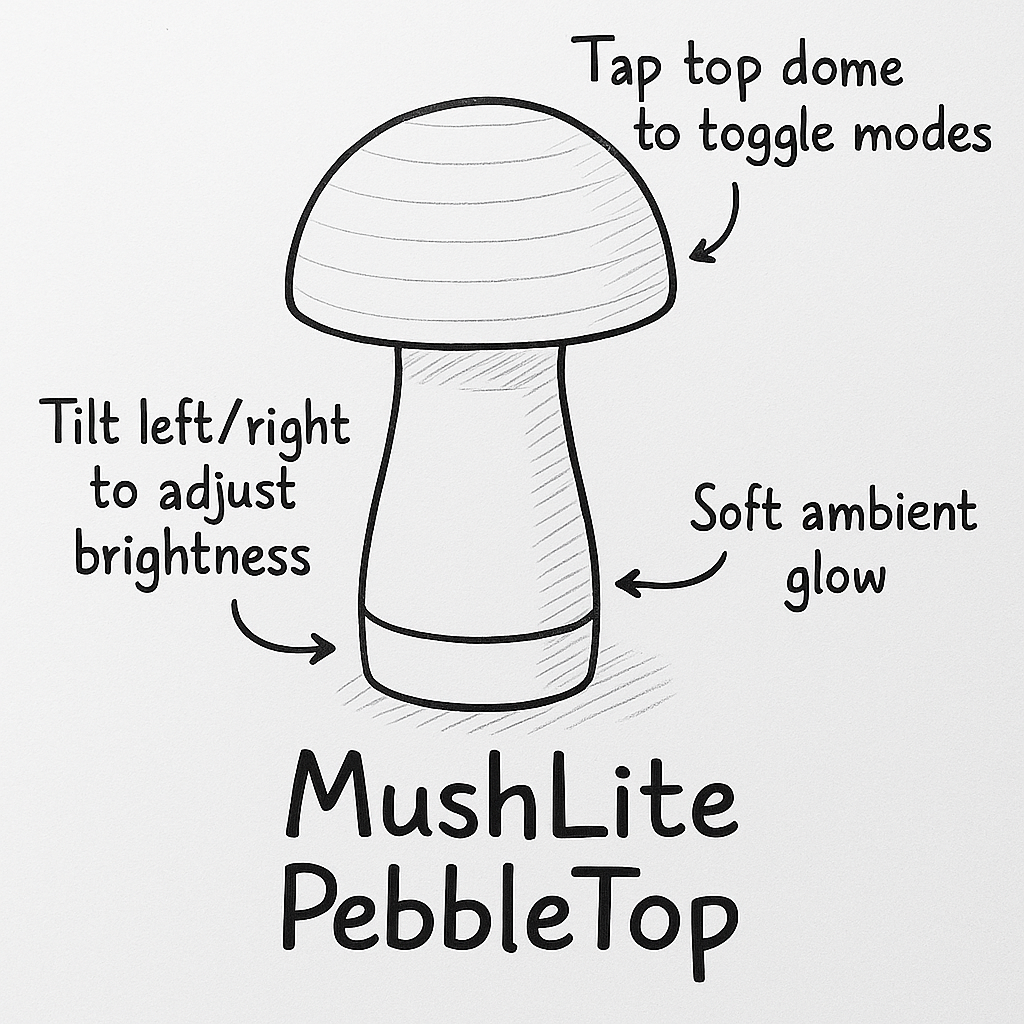 Tap top dome
to toggle modes
Tilt left/right
to adjust
brightness
Soft ambient
glow
MushLite
PebbleTop